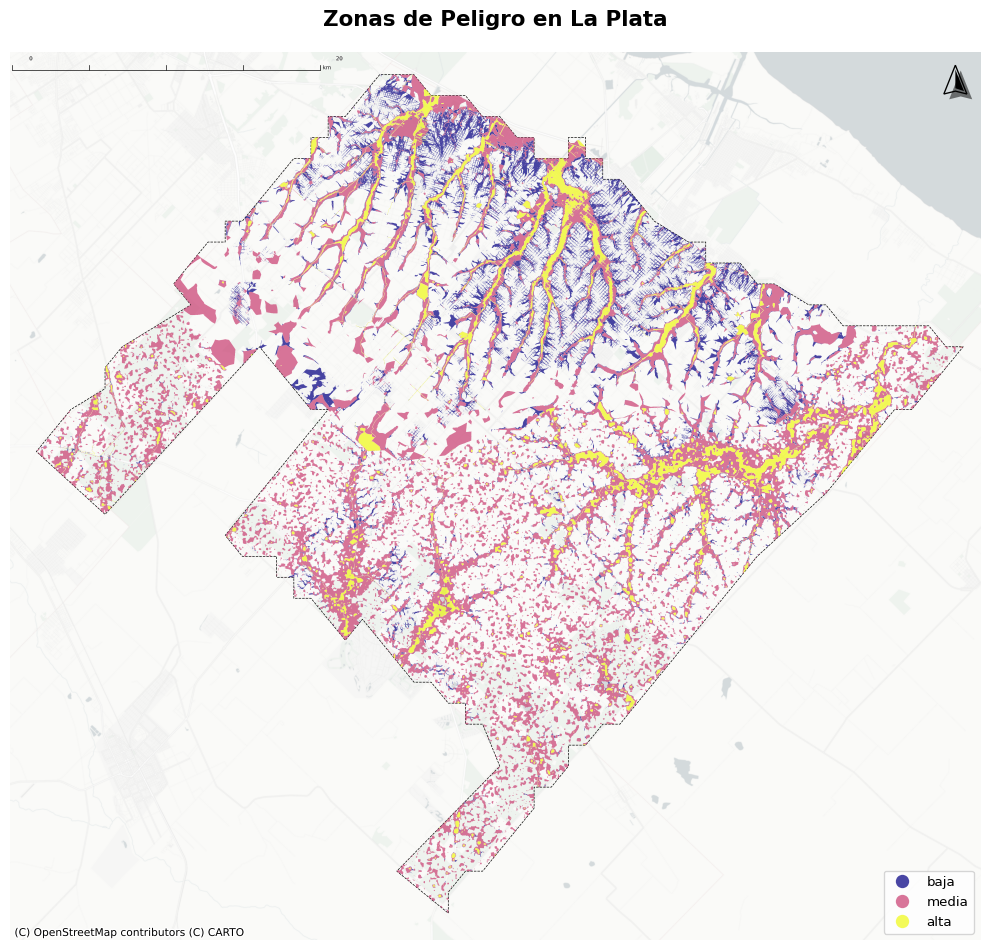 Zonas de Peligro en La Plata
0 20
km
baja
media
alta
(C) OpenStreetMap contributors (C) CARTO